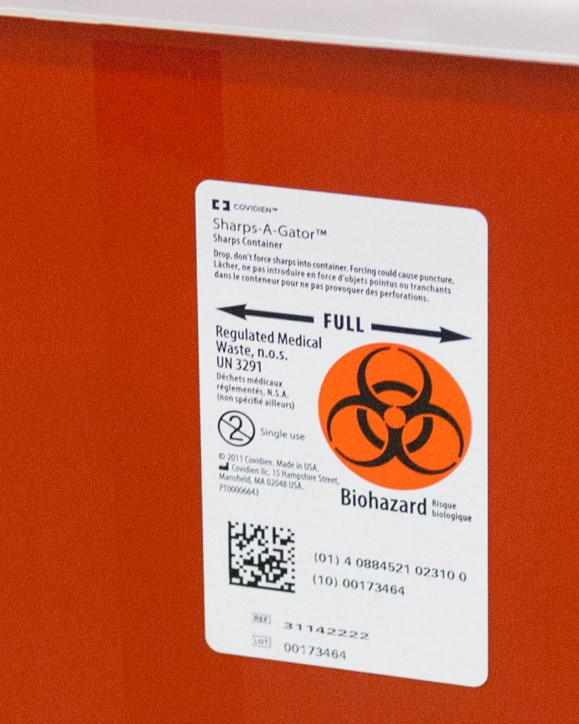 COVIDIEN™
Sharps-A-Gator™
Sharps Container
Drop, don't force sharps into container. Forcing could cause puncture.
Lâcher, ne pas introduire en force d'objets pointus ou tranchants
dans le conteneur pour ne pas provoquer des perforations.
FULL
Regulated Medical
Waste, n.o.s.
UN 3291
Déchets médicaux
réglementés, N.S.A.
(non spécifié ailleurs)
2 Single use
© 2011 Covidien. Made in USA.
Covidien llc, 15 Hampshire Street,
Mansfield, MA 02048 USA.
PT00006643
Biohazard Risque
biologique
(01) 4 0884521 02310 0
(10) 00173464
REF 31142222
LOT 00173464